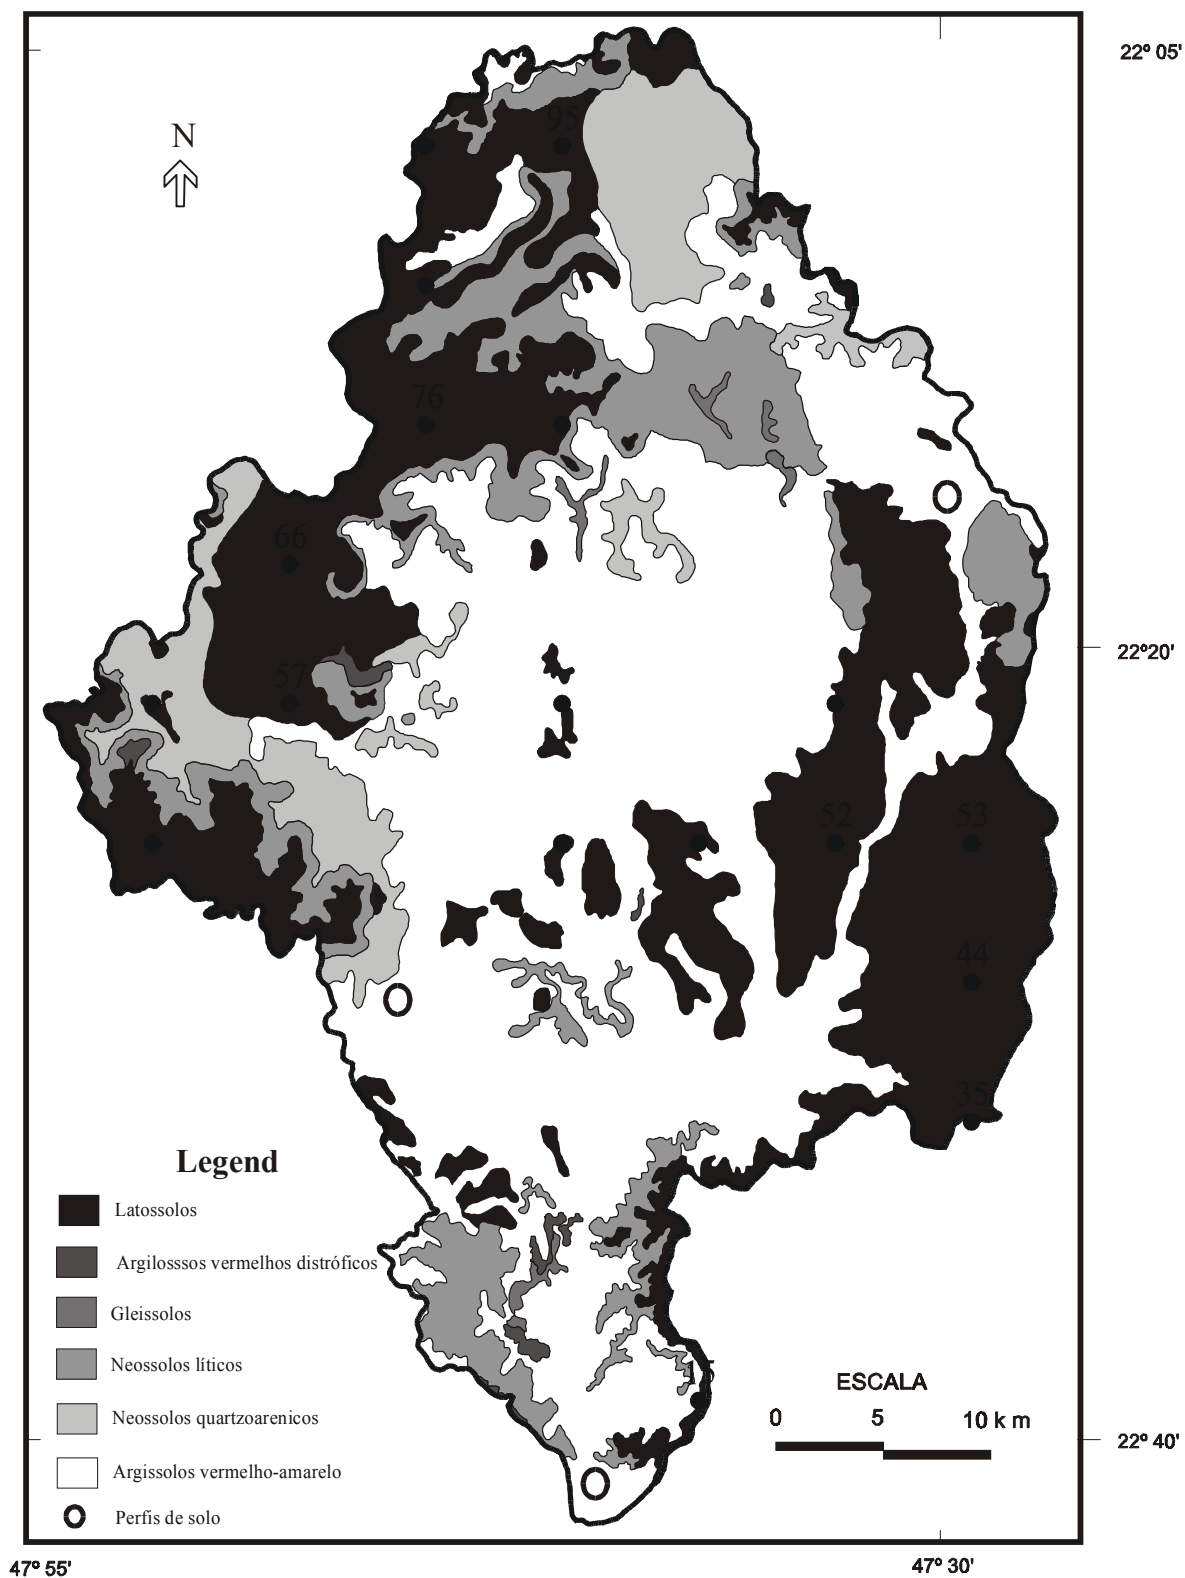 22º 05'
N
95
76
66
57
22º20'
52
53
44
35
Legend
Latossolos
Argilosssos vermelhos distróficos
Gleissolos
Neossolos líticos
Neossolos quartzoarenicos
Argissolos vermelho-amarelo
Perfis de solo
ESCALA
0 5 10 k m
22º 40'
47º 55'
47º 30'